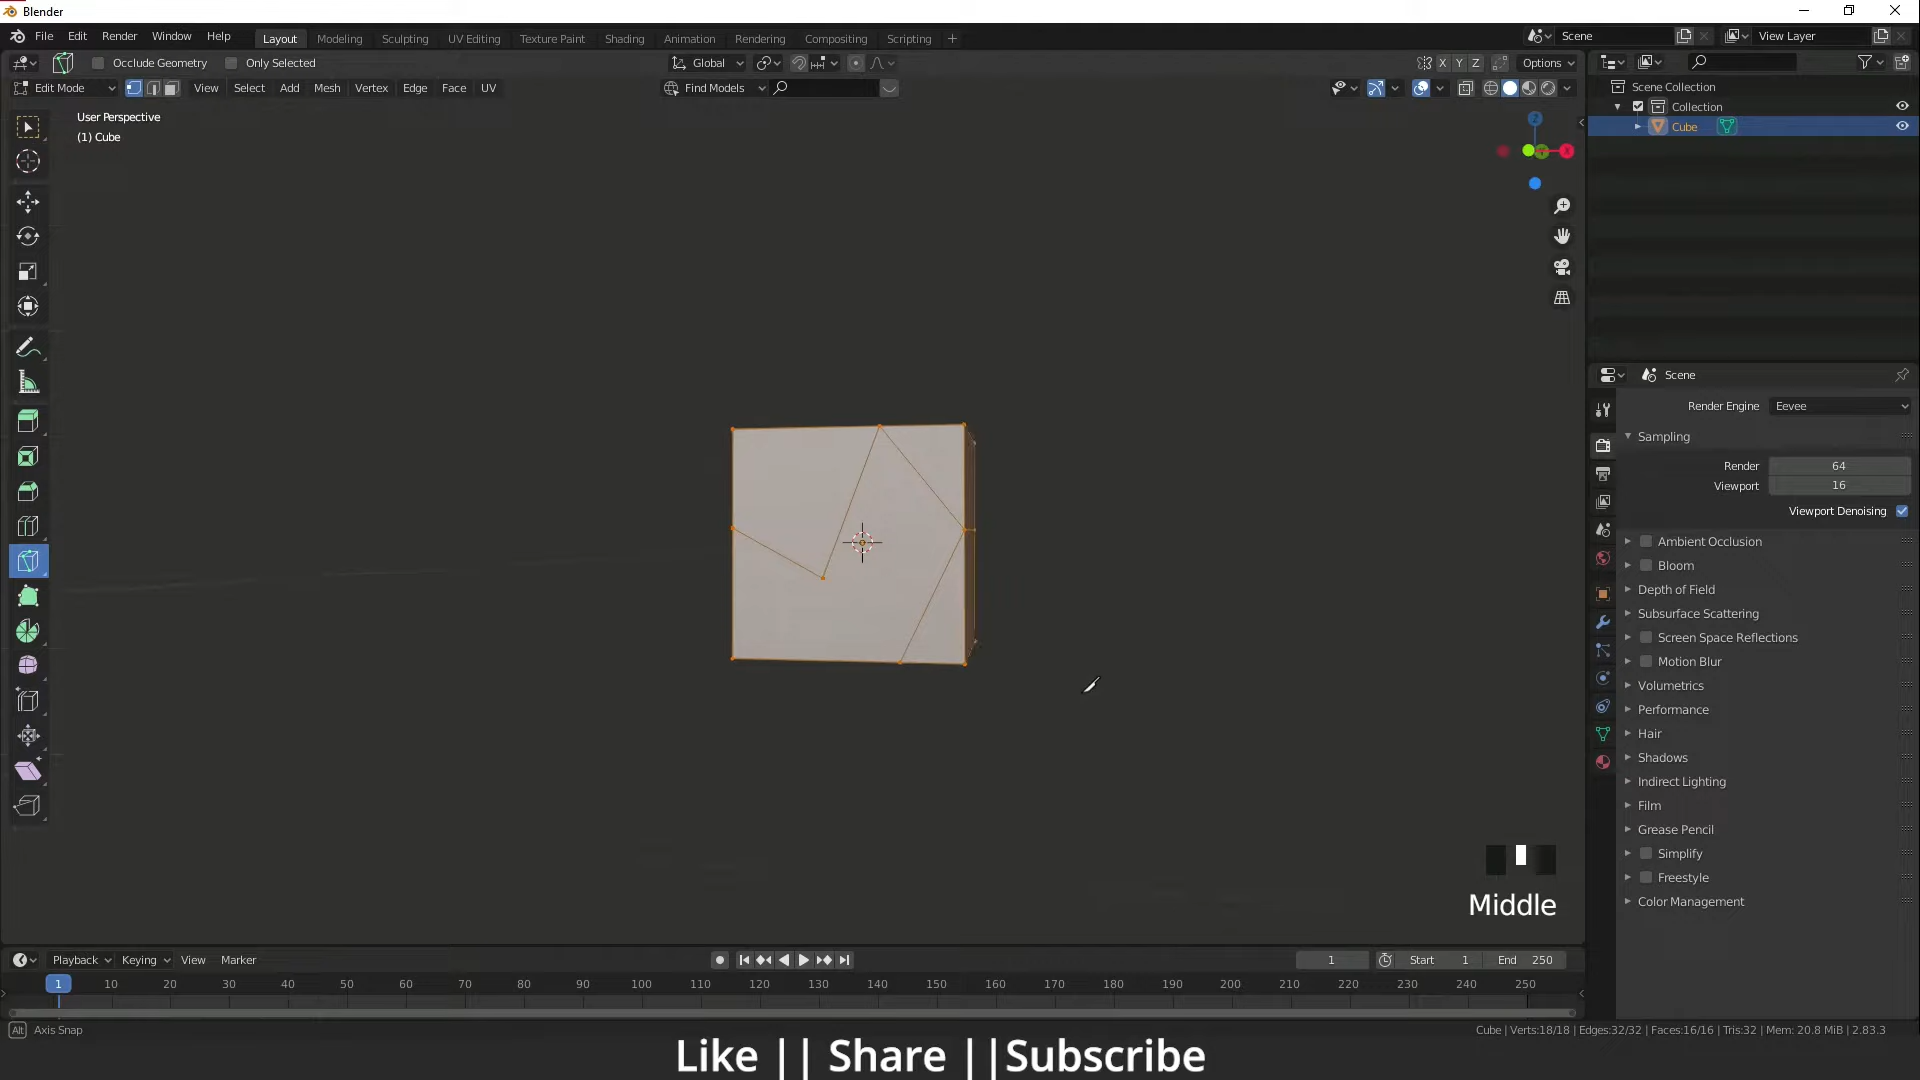 Blender
File Edit Render Window Help
Layout Modeling Sculpting UV Editing Texture Paint Shading Animation Rendering Compositing Scripting +
Scene
View Layer
Occlude Geometry Only Selected
Global
X Y Z
Options
Edit Mode View Select Add Mesh Vertex Edge Face UV
Find Models
User Perspective
(1) Cube
Z
X
Scene Collection
Collection
Cube
Scene
Render Engine Eevee
Sampling
Render 64
Viewport 16
Viewport Denoising
Ambient Occlusion
Bloom
Depth of Field
Subsurface Scattering
Screen Space Reflections
Motion Blur
Volumetrics
Performance
Hair
Shadows
Indirect Lighting
Film
Grease Pencil
Simplify
Freestyle
Color Management
Middle
Playback Keying View Marker
1 Start 1 End 250
1 10 20 30 40 50 60 70 80 90 100 110 120 130 140 150 160 170 180 190 200 210 220 230 240 250
Alt Axis Snap
Cube | Verts:18/18 | Edges:32/32 | Faces:16/16 | Tris:32 | Mem: 20.8 MiB | 2.83.3
Like || Share ||Subscribe